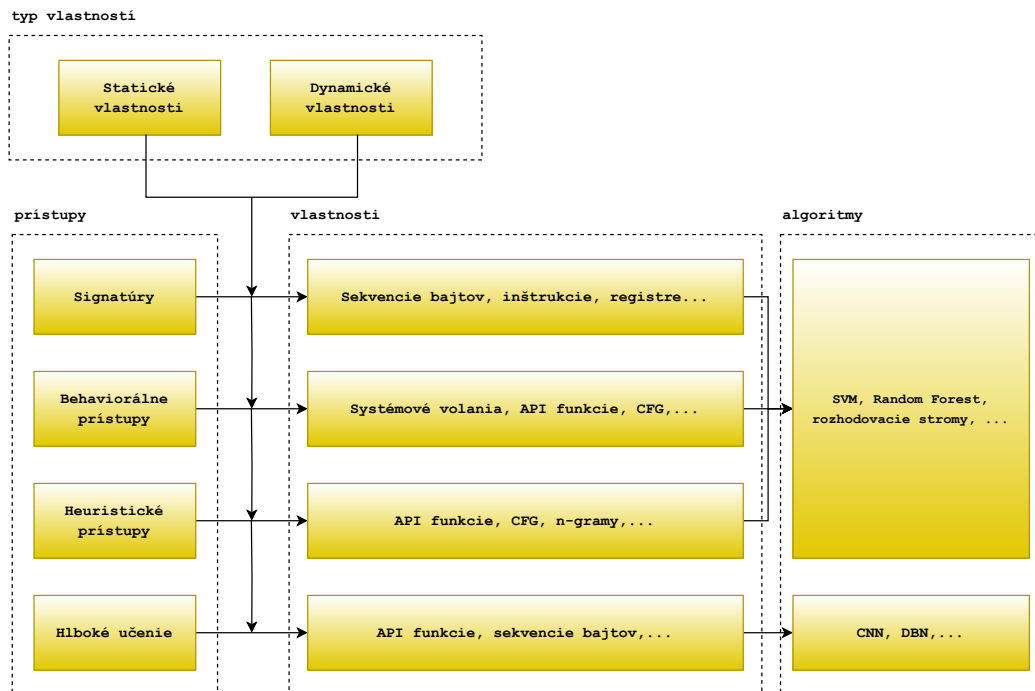 typ vlastností
Statické
vlastnosti
Dynamické
vlastnosti
prístupy
vlastnosti
algoritmy
Signatúry
Sekvencie bajtov, inštrukcie, registre...
Behaviorálne
prístupy
Systémové volania, API funkcie, CFG,...
SVM, Random Forest,
rozhodovacie stromy, ...
Heuristické
prístupy
API funkcie, CFG, n-gramy,...
Hlboké učenie
API funkcie, sekvencie bajtov,...
CNN, DBN,...